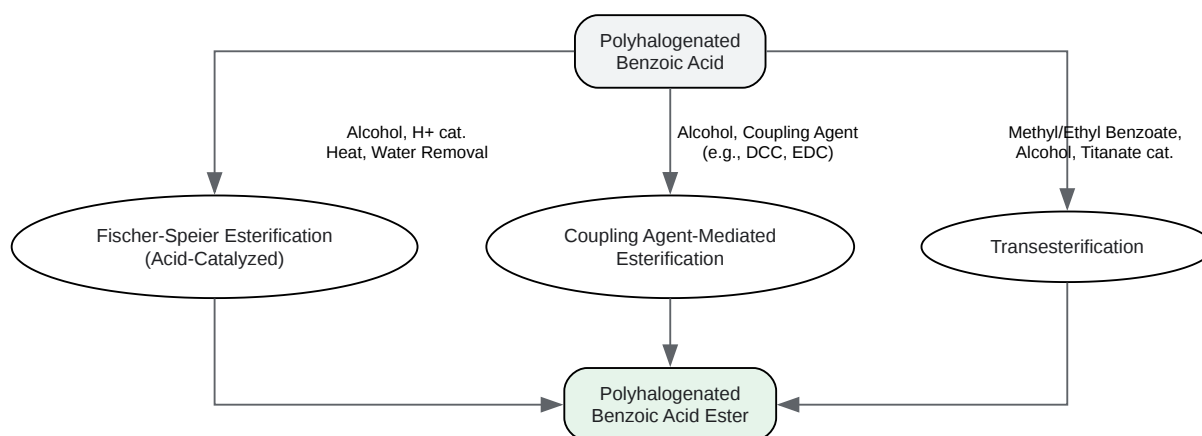 Polyhalogenated
Benzoic Acid
Alcohol, H+ cat.
Heat, Water Removal
Alcohol, Coupling Agent
(e.g., DCC, EDC)
Methyl/Ethyl Benzoate,
Alcohol, Titanate cat.
Fischer-Speier Esterification
(Acid-Catalyzed)
Coupling Agent-Mediated
Esterification
Transesterification
Polyhalogenated
Benzoic Acid Ester